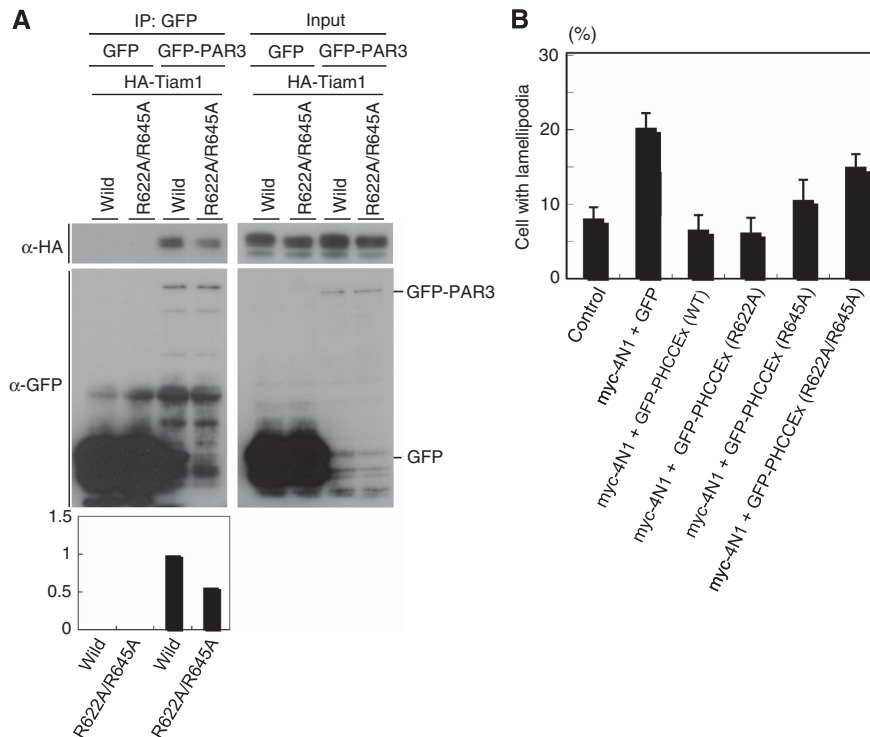 A
IP: GFP
Input
GFP GFP-PAR3
GFP GFP-PAR3
HA-Tiam1
HA-Tiam1
Wild
R622A/R645A
Wild
R622A/R645A
Wild
R622A/R645A
Wild
R622A/R645A
α-HA
α-GFP
GFP-PAR3
GFP
1.5
1
0.5
0
Wild
R622A/R645A
Wild
R622A/R645A
B
(%)
Cell with lamellipodia
30
20
10
0
Control
myc-4N1 + GFP
myc-4N1 + GFP-PHCCEx (WT)
myc-4N1 + GFP-PHCCEx (R622A)
myc-4N1 + GFP-PHCCEx (R645A)
myc-4N1 + GFP-PHCCEx (R622A/R645A)